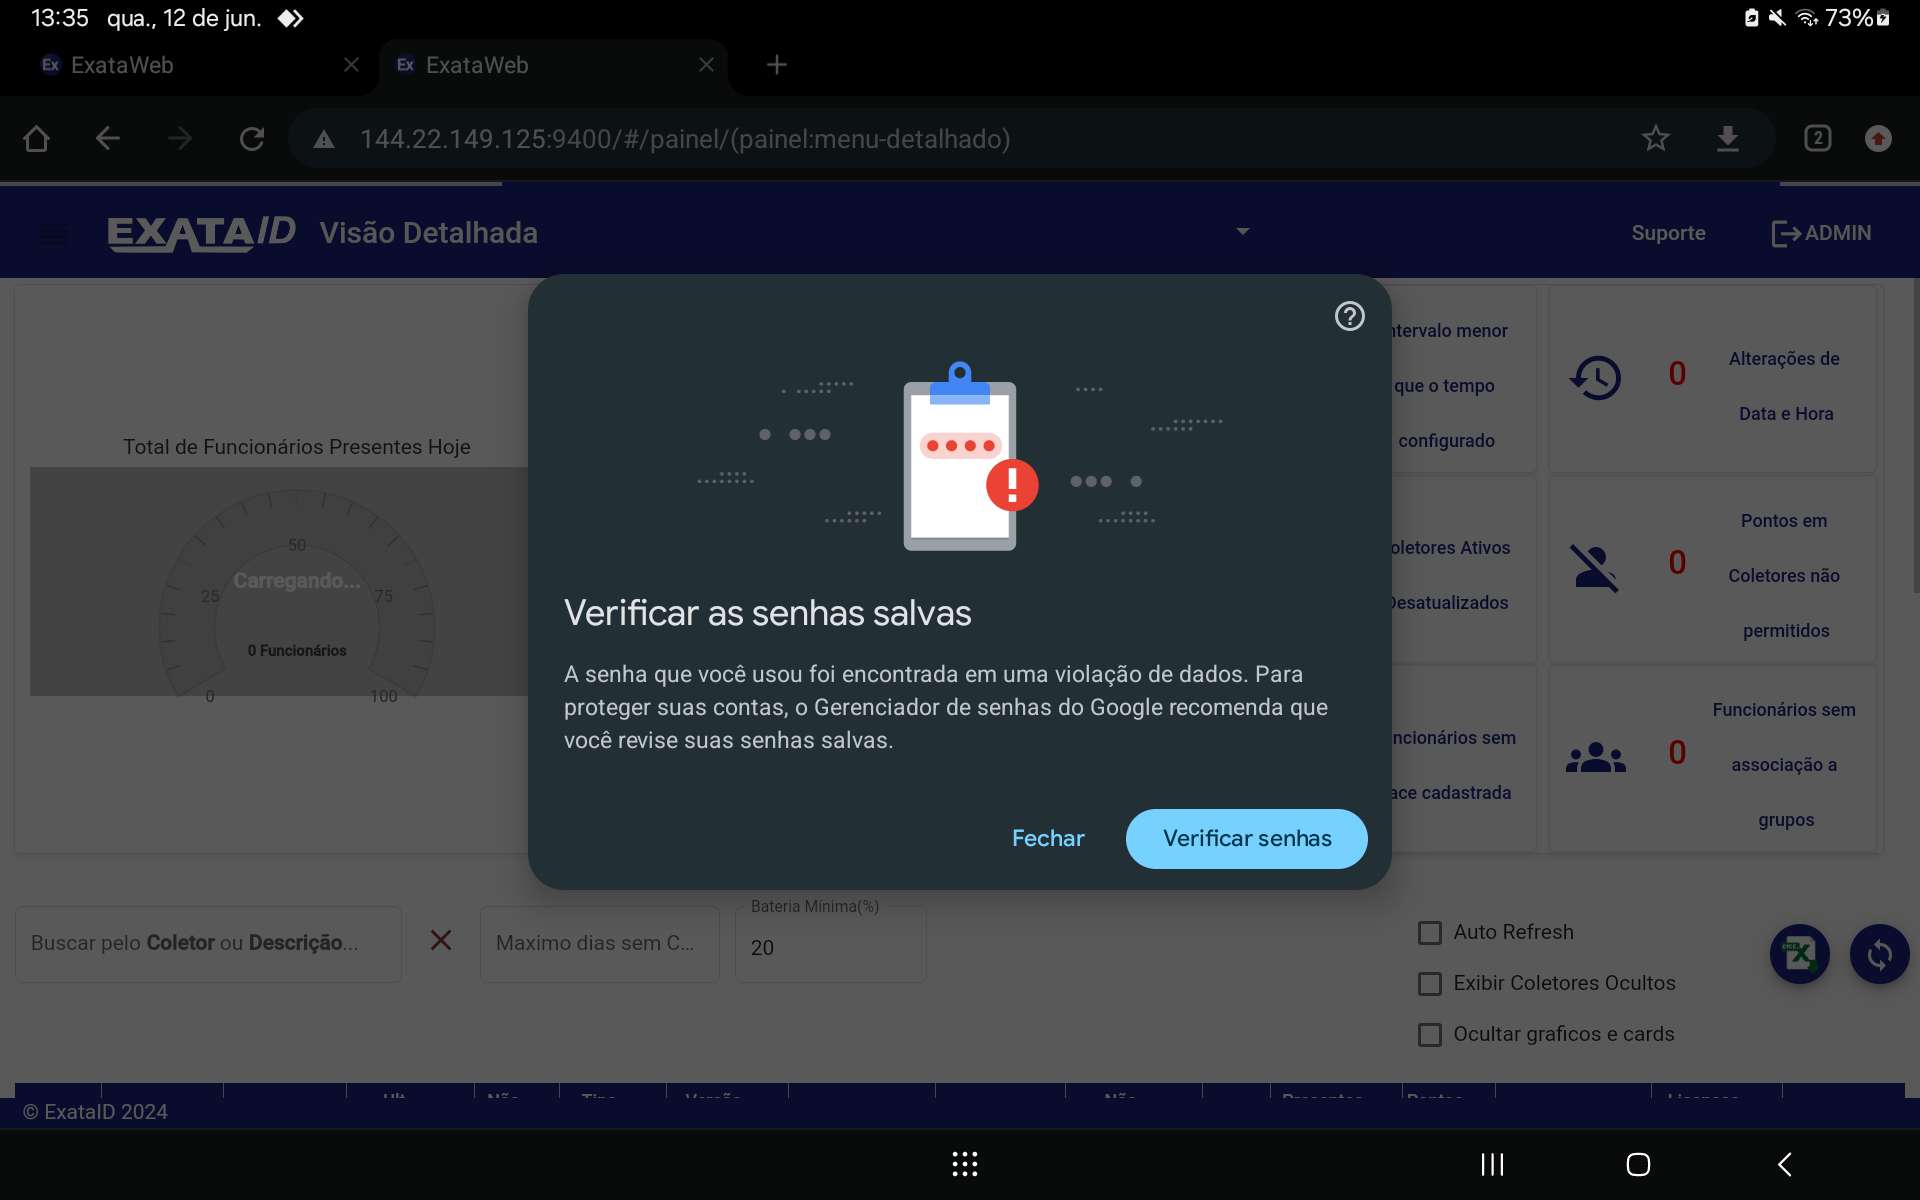 13:35 qua., 12 de jun. 73%
Ex ExataWeb
Ex ExataWeb
144.22.149.125:9400/#/painel/(painel:menu-detalhado)
2
EXATAID Visão Detalhada
Suporte
ADMIN
Total de Funcionários Presentes Hoje
50
Carregando...
25
75
0 Funcionários
0
100
Verificar as senhas salvas
A senha que você usou foi encontrada em uma violação de dados. Para
proteger suas contas, o Gerenciador de senhas do Google recomenda que
você revise suas senhas salvas.
Fechar
Verificar senhas
menor
que o tempo
configurado
0
Alterações de
Data e Hora
Ativos
Desatualizados
0
Pontos em
Coletores não
permitidos
sem
cadastrada
0
Funcionários sem
associação a
grupos
Buscar pelo Coletor ou Descrição...
Maximo dias sem C...
Bateria Mínima(%)
20
Auto Refresh
Exibir Coletores Ocultos
Ocultar graficos e cards
© ExataID 2024